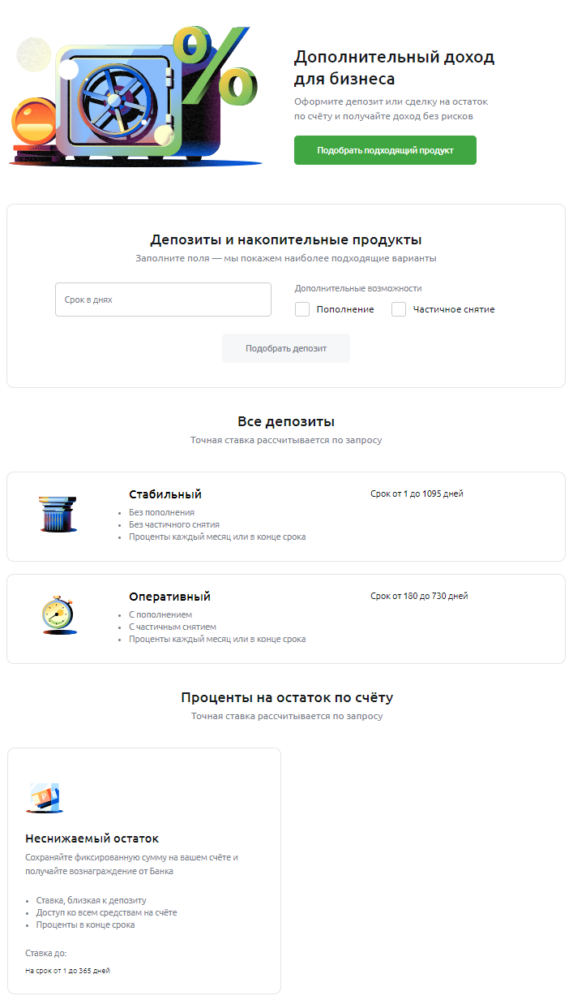 %
Дополнительный доход
для бизнеса
Оформите депозит или сделку на остаток
по счёту и получайте доход без рисков
Подобрать подходящий продукт
Депозиты и накопительные продукты
Заполните поля — мы покажем наиболее подходящие варианты
Срок в днях
Дополнительные возможности
Пополнение
Частичное снятие
Подобрать депозит
Все депозиты
Точная ставка рассчитывается по запросу
Стабильный
Срок от 1 до 1095 дней
• Без пополнения
• Без частичного снятия
• Проценты каждый месяц или в конце срока
Оперативный
Срок от 180 до 730 дней
• С пополнением
• С частичным снятием
• Проценты каждый месяц или в конце срока
Проценты на остаток по счёту
Точная ставка рассчитывается по запросу
Р
Неснижаемый остаток
Сохраняйте фиксированную сумму на вашем счёте и
получайте вознаграждение от Банка
• Ставка, близкая к депозиту
• Доступ ко всем средствам на счёте
• Проценты в конце срока
Ставка до:
На срок от 1 до 365 дней